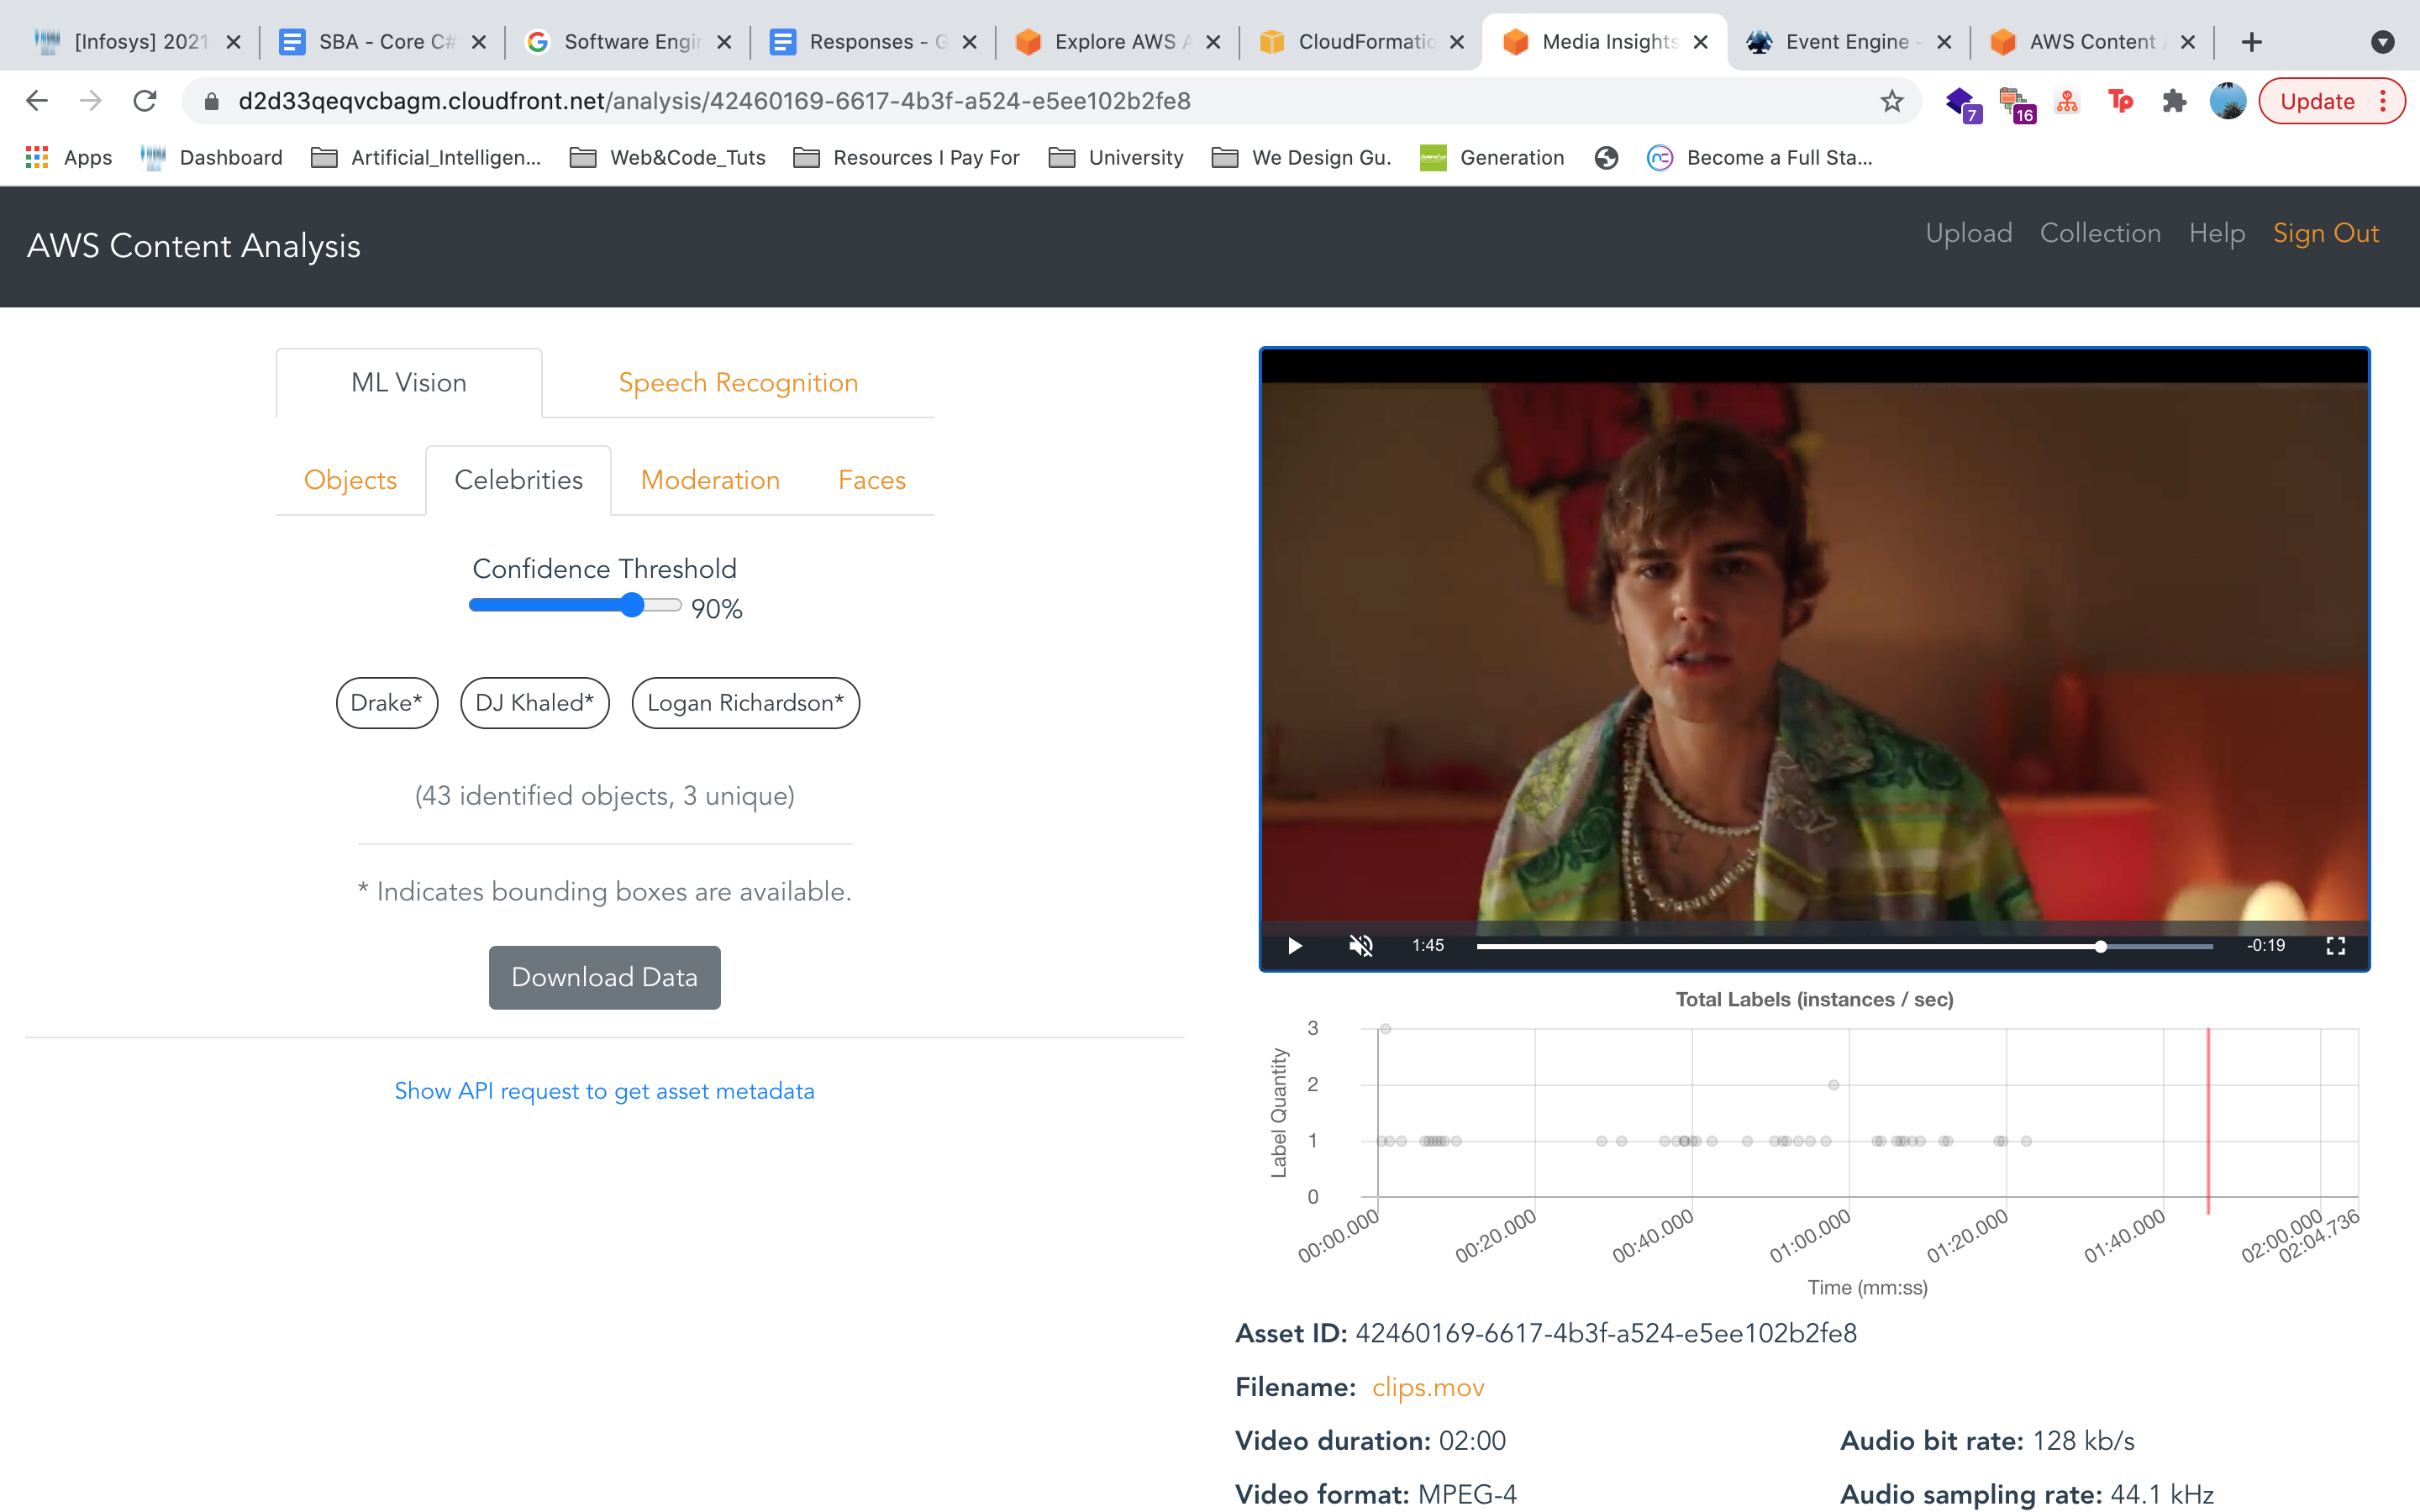 [Infosys] 2021
SBA - Core C#
Software Engir
Responses - G
Explore AWS A
CloudFormatic
Media Insights
Event Engine -
AWS Content
d2d33qeqvcbagm.cloudfront.net/analysis/42460169-6617-4b3f-a524-e5ee102b2fe8
7
16
Tp
Update
Apps
Dashboard
Artificial_Intelligen...
Web&Code_Tuts
Resources I Pay For
University
We Design Gu.
Generation
Become a Full Sta...
AWS Content Analysis
Upload Collection Help Sign Out
ML Vision Speech Recognition
Objects Celebrities Moderation Faces
Confidence Threshold
90%
Drake* DJ Khaled* Logan Richardson*
(43 identified objects, 3 unique)
* Indicates bounding boxes are available.
Download Data
Show API request to get asset metadata
1:45
-0:19
Total Labels (instances / sec)
Label Quantity
3
2
1
0
00:00.000 00:20.000 00:40.000 01:00.000 01:20.000 01:40.000 02:00.000 02:04.736
Time (mm:ss)
Asset ID: 42460169-6617-4b3f-a524-e5ee102b2fe8
Filename: clips.mov
Video duration: 02:00
Audio bit rate: 128 kb/s
Video format: MPEG-4
Audio sampling rate: 44.1 kHz